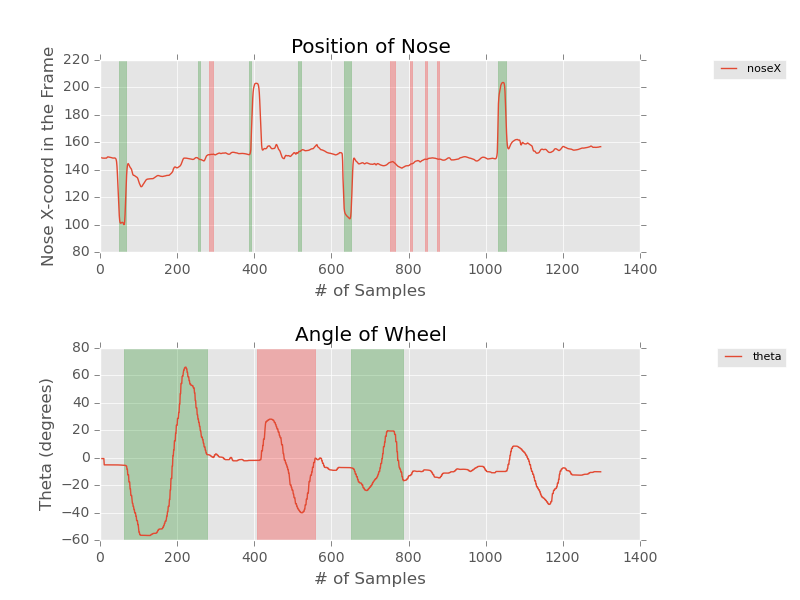 Position of Nose
Nose X-coord in the Frame
220
200
180
160
140
120
100
80
0 200 400 600 800 1000 1200 1400
# of Samples
noseX
Angle of Wheel
Theta (degrees)
80
60
40
20
0
−20
−40
−60
0 200 400 600 800 1000 1200 1400
# of Samples
theta